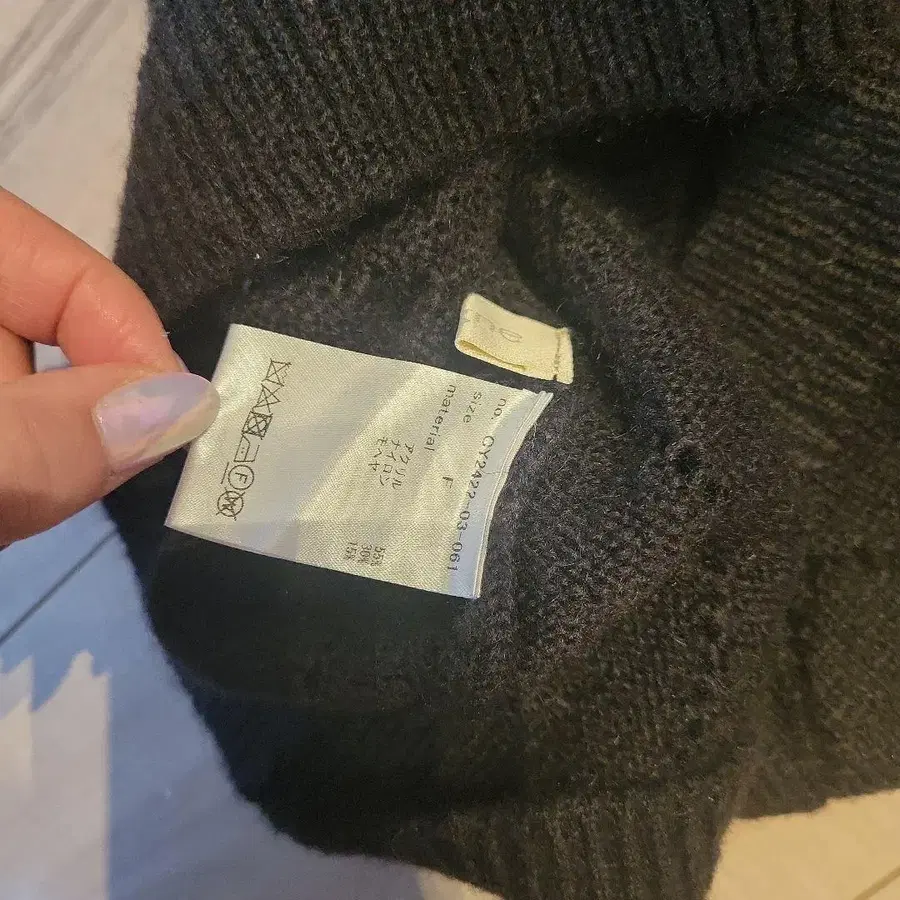 no. CY2422-03-061
size F
material
アクリル 55%
ナイロン 30%
モヘヤ 15%
F